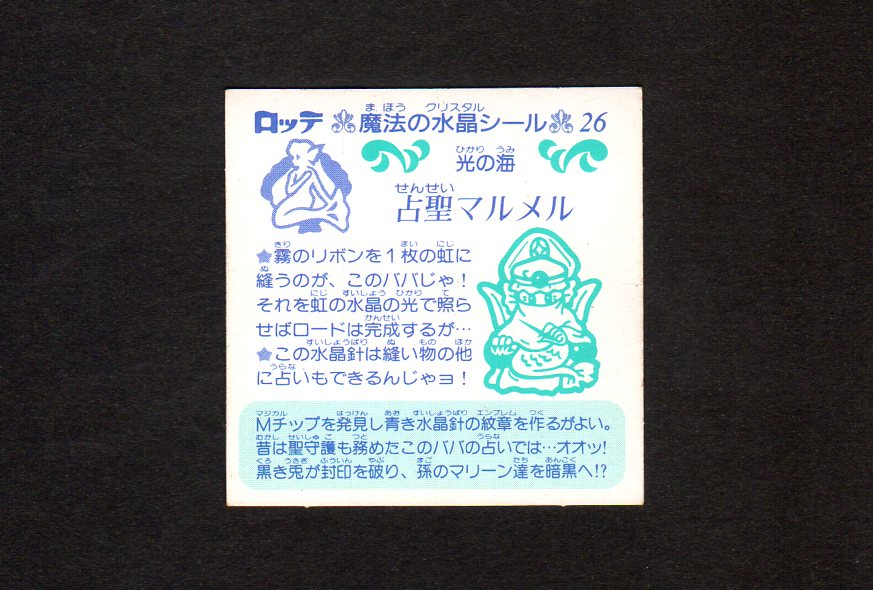 ロッテ 魔法の水晶シール 26
光の海
占聖マルメル
★霧のリボンを1枚の虹に
縫うのが、このババじゃ!
それを虹の水晶の光で照ら
せばロードは完成するが…
★この水晶針は縫い物の他
に占いもできるんじゃヨ!
Mチップを発見し青き水晶針の紋章を作るがよい。
昔は聖守護も務めたこのババの占いでは…オオッ!
黒き兎が封印を破り、孫のマリーン達を暗黒へ!?